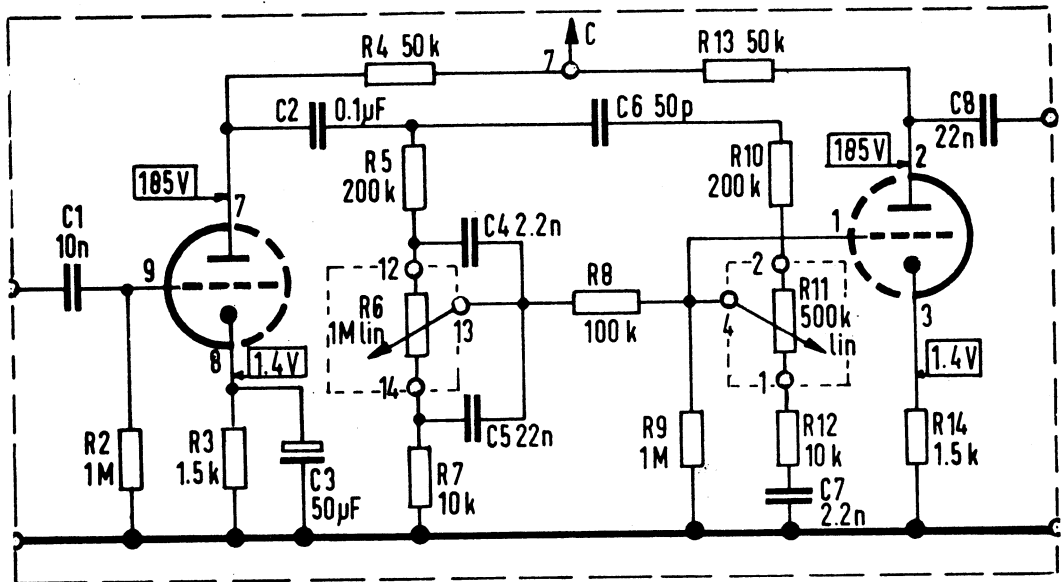 R4 50k
7
C
R13 50k
C2
0.1µF
C6 50p
C8
22n
R5
200k
R10
200k
185V
2
185V
7
C1
10n
C4 2.2n
1
9
12
2
R6
1M lin
13
R8
100k
4
R11
500k
lin
3
8
1.4V
14
1
1.4V
C5 22n
R2
1M
R3
1.5k
C3
50µF
R7
10k
R9
1M
R12
10k
C7
2.2n
R14
1.5k